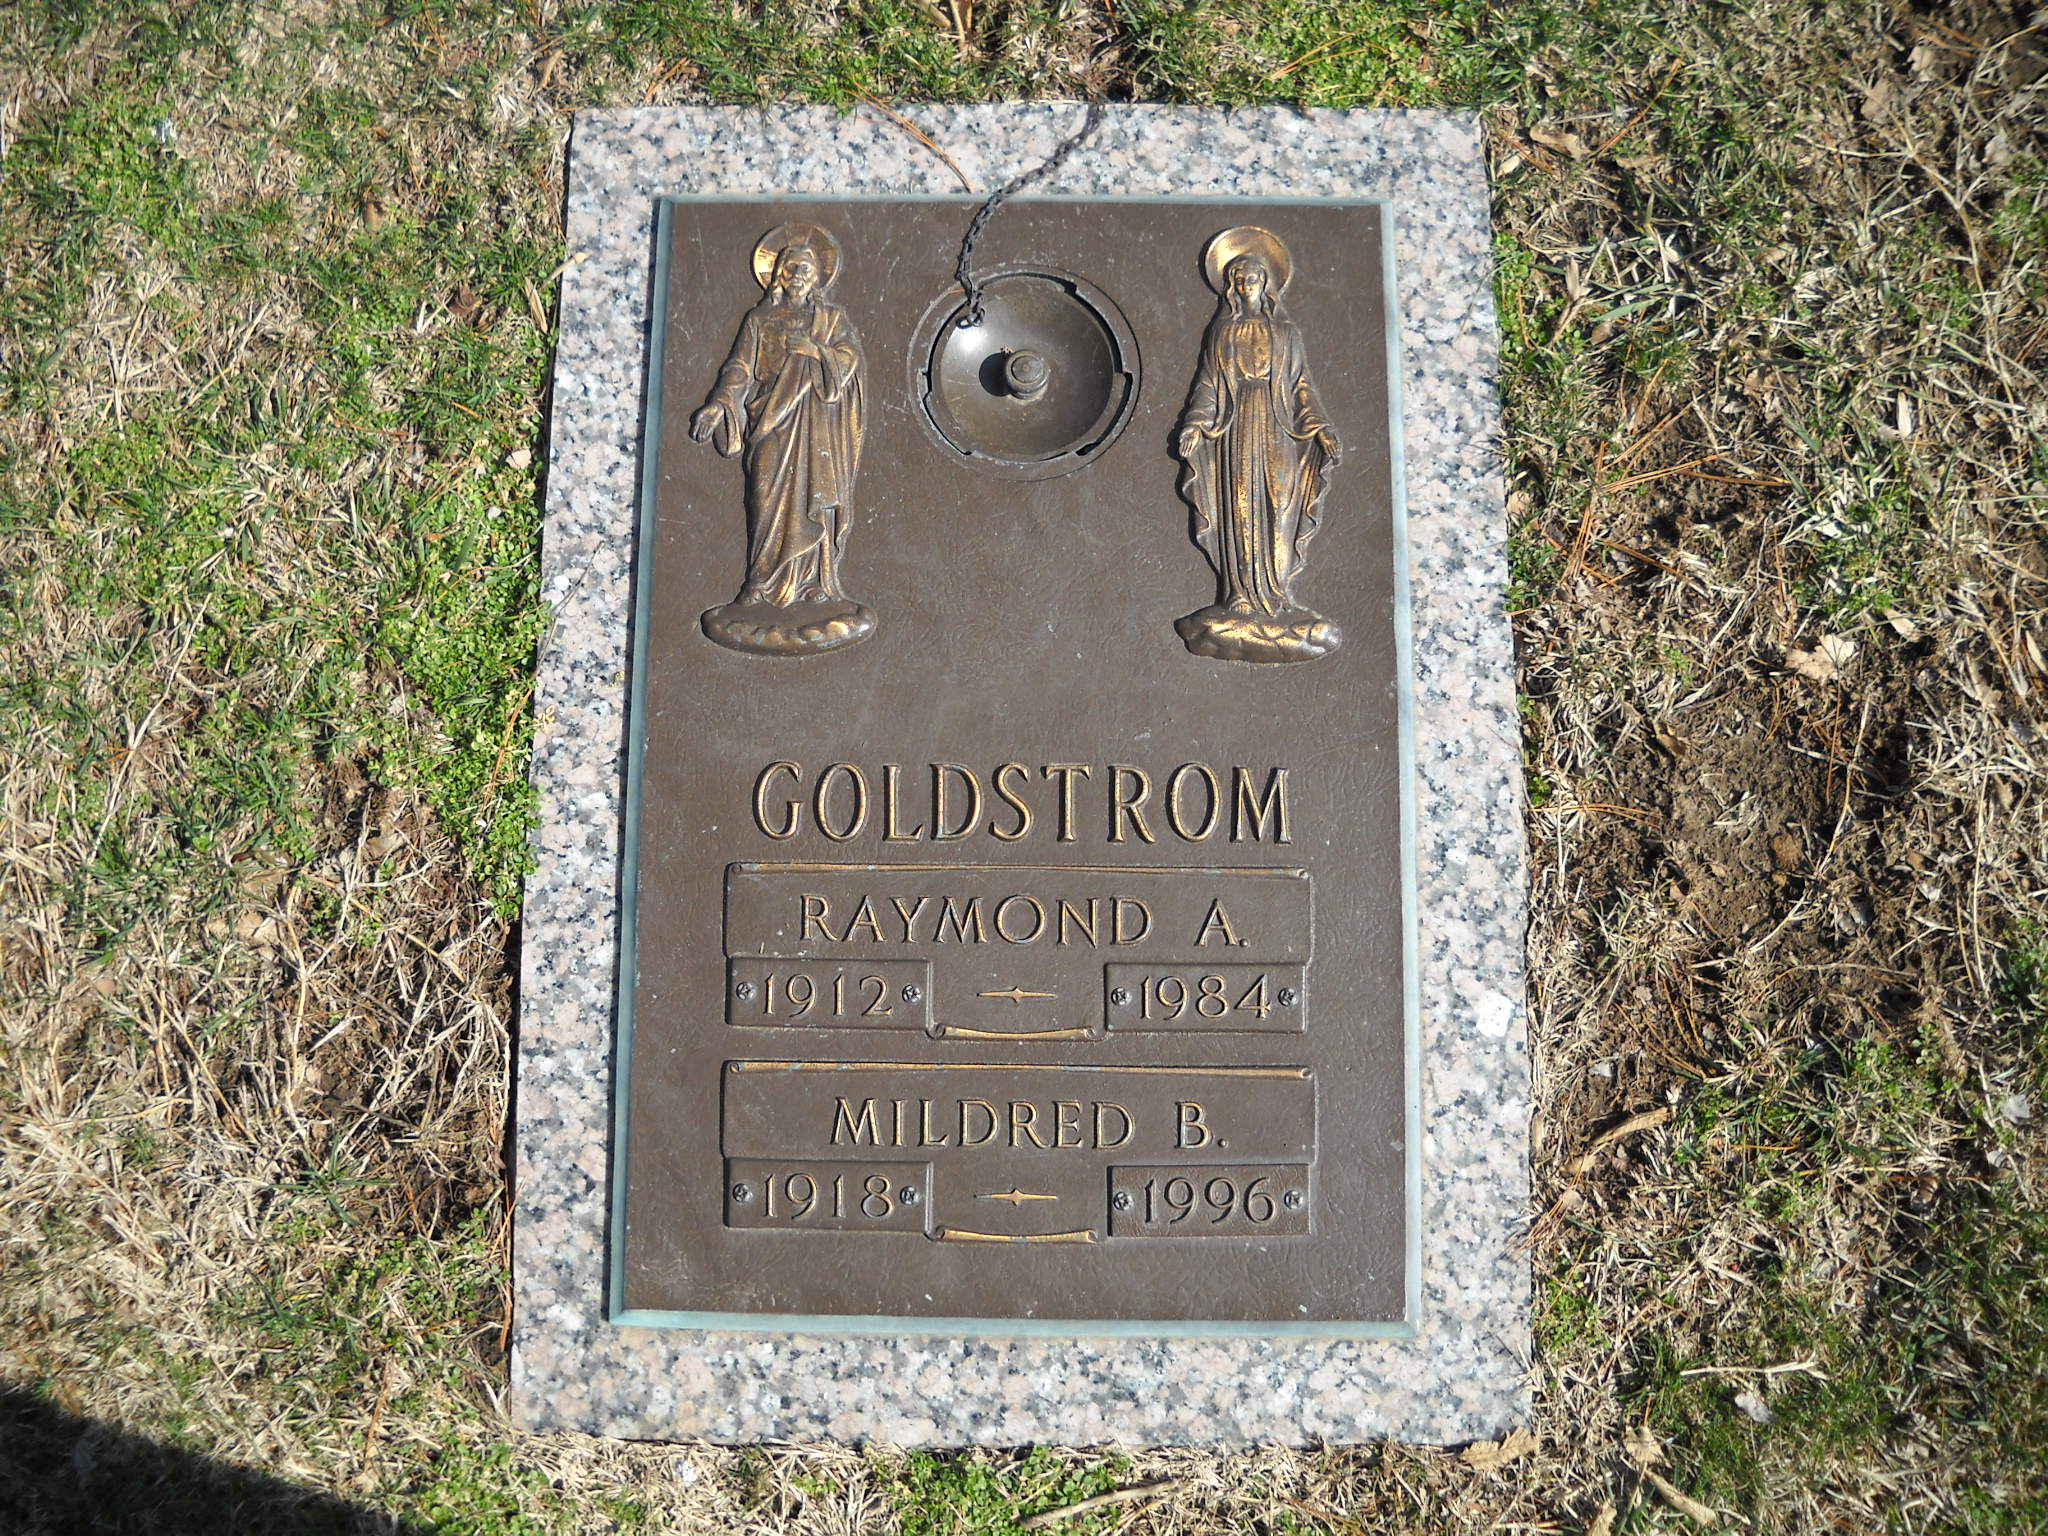 GOLDSTROM
RAYMOND A.
1912 1984
MILDRED B.
1918 1996